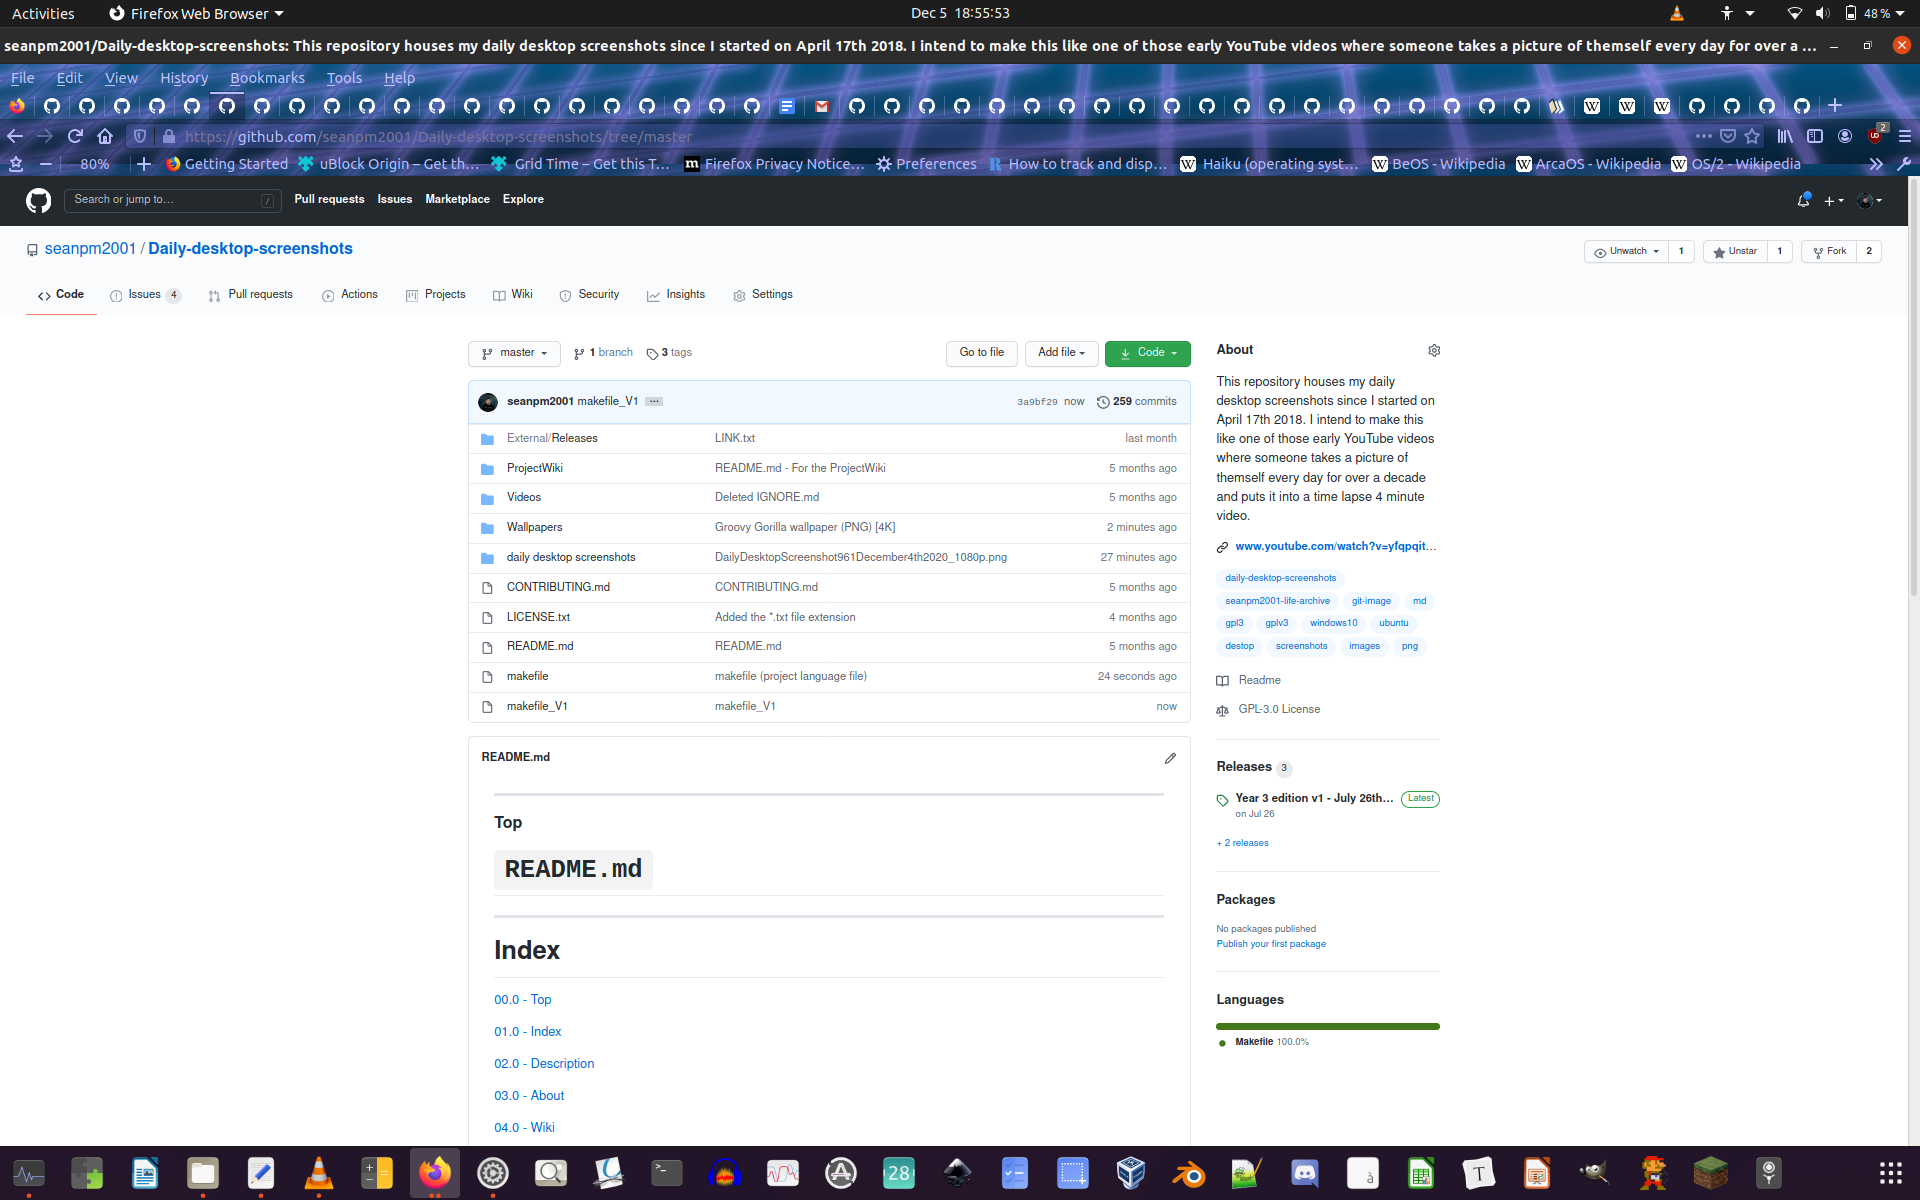 Activities Firefox Web Browser Dec 5 18:55:53 48 %
seanpm2001/Daily-desktop-screenshots: This repository houses my daily desktop screenshots since I started on April 17th 2018. I intend to make this like one of those early YouTube videos where someone takes a picture of themself every day for over a ...
File Edit View History Bookmarks Tools Help
https://github.com/seanpm2001/Daily-desktop-screenshots/tree/master 2
80% Getting Started uBlock Origin – Get th… Grid Time – Get this T… Firefox Privacy Notice… Preferences How to track and disp… Haiku (operating syst… BeOS - Wikipedia ArcaOS - Wikipedia OS/2 - Wikipedia
Search or jump to… / Pull requests Issues Marketplace Explore
seanpm2001 / Daily-desktop-screenshots Unwatch 1 Unstar 1 Fork 2
Code Issues 4 Pull requests Actions Projects Wiki Security Insights Settings
master 1 branch 3 tags Go to file Add file Code
seanpm2001 makefile_V1 ... 3a9bf29 now 259 commits
External/Releases LINK.txt last month
ProjectWiki README.md - For the ProjectWiki 5 months ago
Videos Deleted IGNORE.md 5 months ago
Wallpapers Groovy Gorilla wallpaper (PNG) [4K] 2 minutes ago
daily desktop screenshots DailyDesktopScreenshot961December4th2020_1080p.png 27 minutes ago
CONTRIBUTING.md CONTRIBUTING.md 5 months ago
LICENSE.txt Added the *.txt file extension 4 months ago
README.md README.md 5 months ago
makefile makefile (project language file) 24 seconds ago
makefile_V1 makefile_V1 now
README.md
Top
README.md
Index
00.0 - Top
01.0 - Index
02.0 - Description
03.0 - About
04.0 - Wiki
About
This repository houses my daily
desktop screenshots since I started on
April 17th 2018. I intend to make this
like one of those early YouTube videos
where someone takes a picture of
themself every day for over a decade
and puts it into a time lapse 4 minute
video.
www.youtube.com/watch?v=yfqpqit…
daily-desktop-screenshots
seanpm2001-life-archive git-image md
gpl3 gplv3 windows10 ubuntu
destop screenshots images png
Readme
GPL-3.0 License
Releases 3
Year 3 edition v1 - July 26th… Latest
on Jul 26
+ 2 releases
Packages
No packages published
Publish your first package
Languages
Makefile 100.0%
28